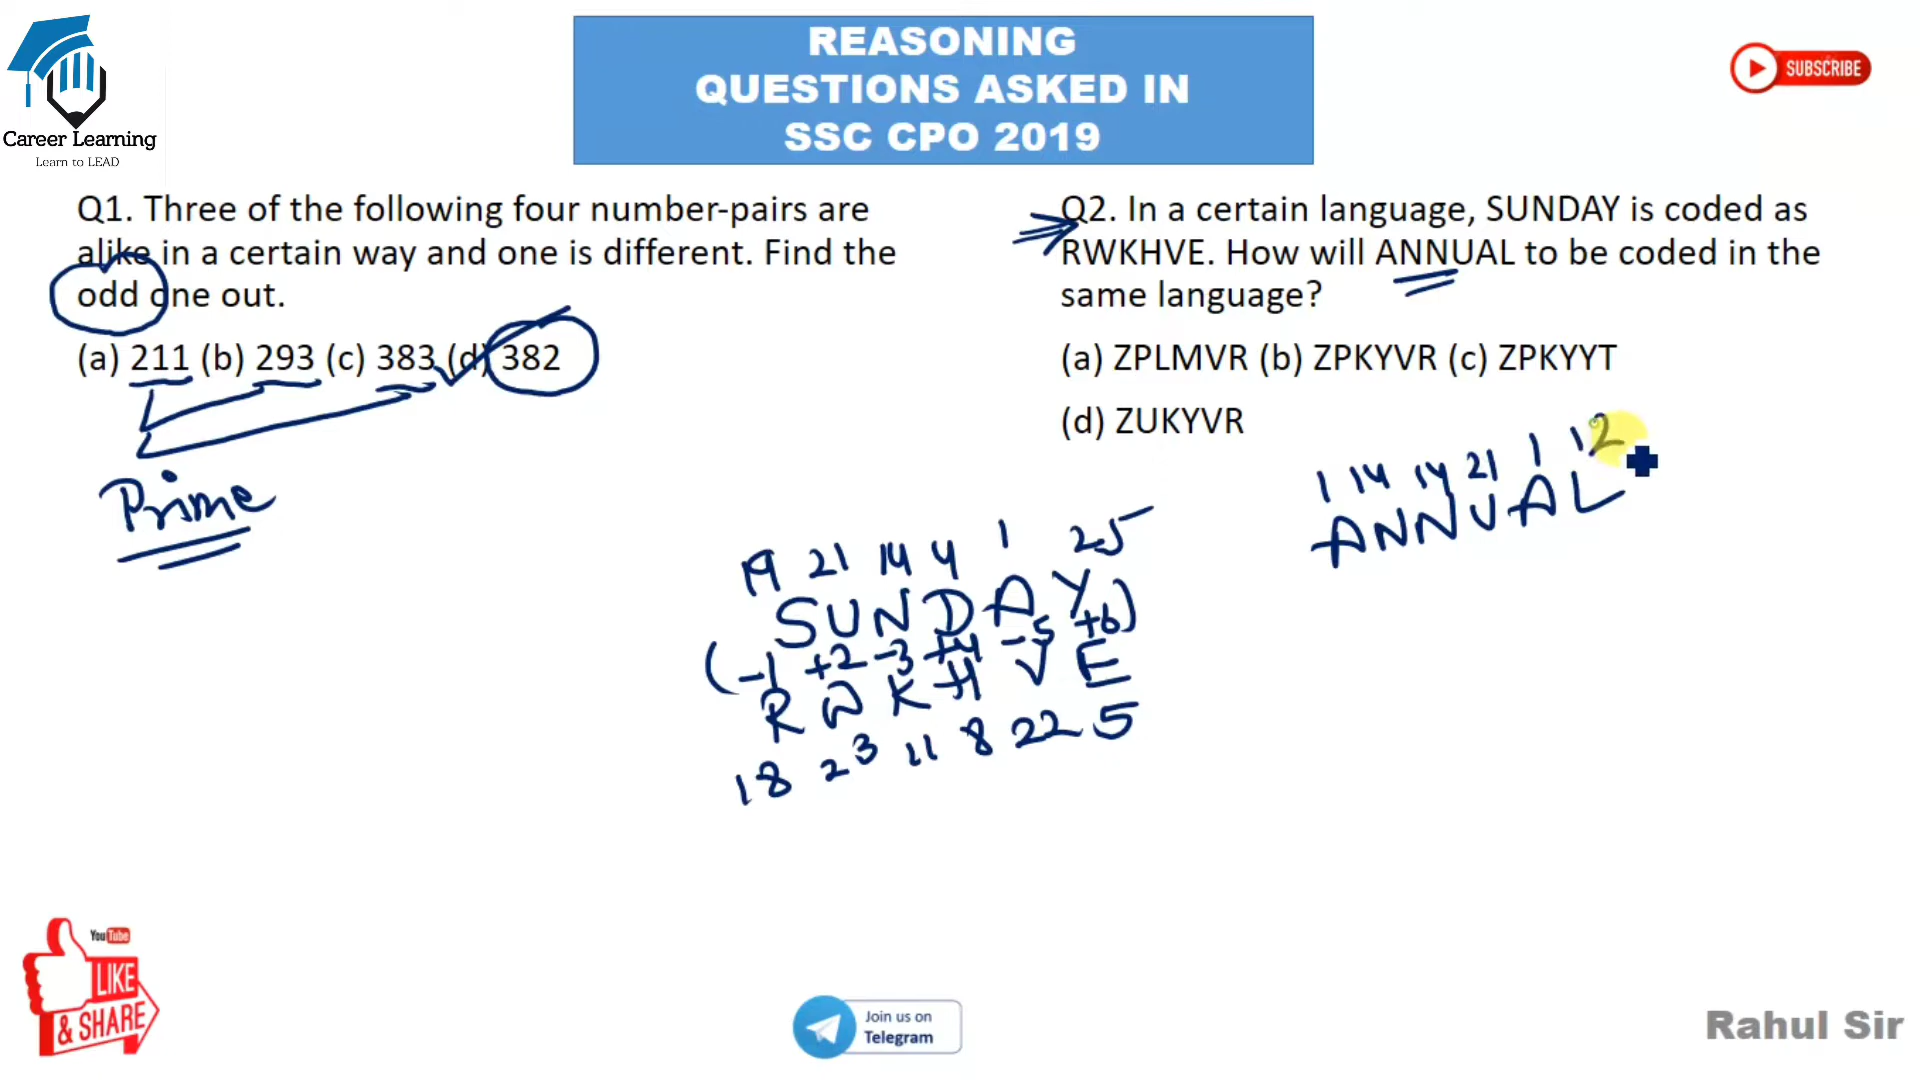 REASONING
QUESTIONS ASKED IN
SSC CPO 2019
SUBSCRIBE
Career Learning
Learn to LEAD
Q1. Three of the following four number-pairs are
alike in a certain way and one is different. Find the
odd one out.
(a) 211 (b) 293 (c) 383 (d) 382
Prime
Q2. In a certain language, SUNDAY is coded as
RWKHVE. How will ANNUAL to be coded in the
same language?
(a) ZPLMVR (b) ZPKYVR (c) ZPKYYT
(d) ZUKYVR
1 14 14 21 1 12
ANNUAL
19 21 14 4 1 25
SUNDAY
(-1 +2 -3 +4 -5 +6)
R W K H V E
18 23 11 8 22 5
YouTube
LIKE
& SHARE
Join us on
Telegram
Rahul Sir